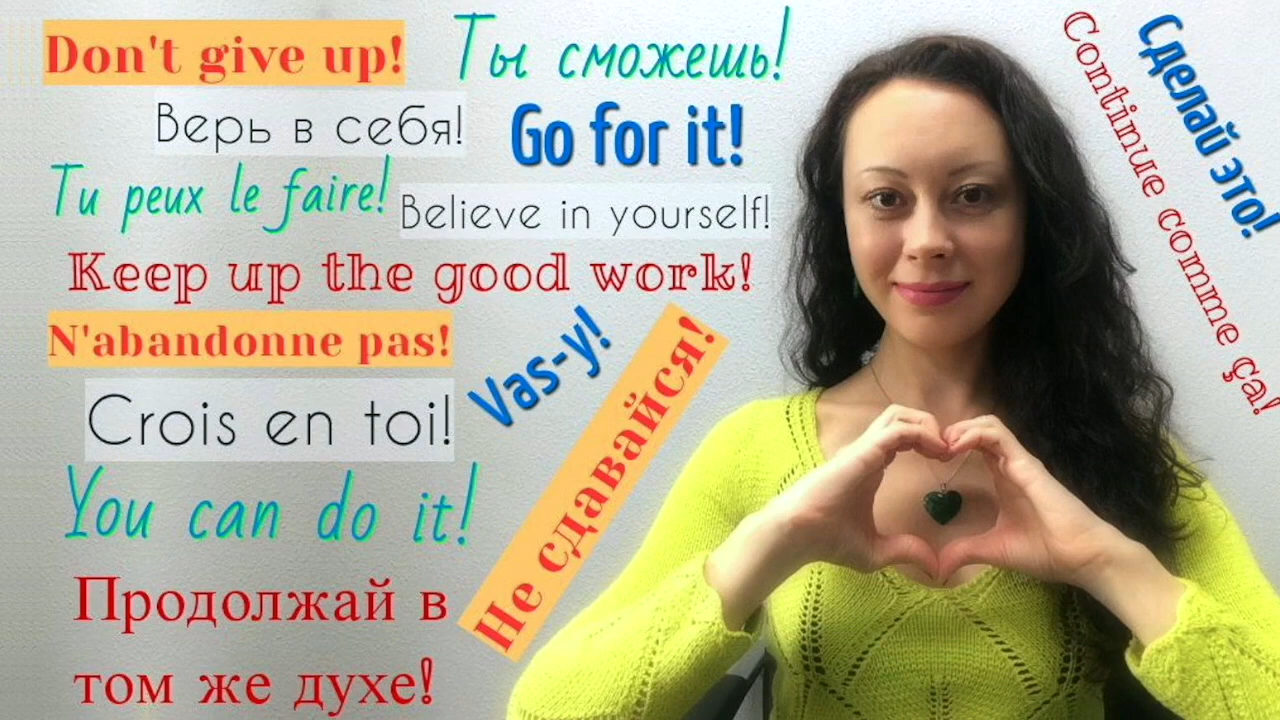 Don't give up!
Ты сможешь!
Верь в себя!
Go for it!
Tu peux le faire!
Believe in yourself!
Keep up the good work!
N'abandonne pas!
Vas-y!
Crois en toi!
Не сдавайся!
You can do it!
Продолжай в
том же духе!
Сделай это!
Continue comme ça!